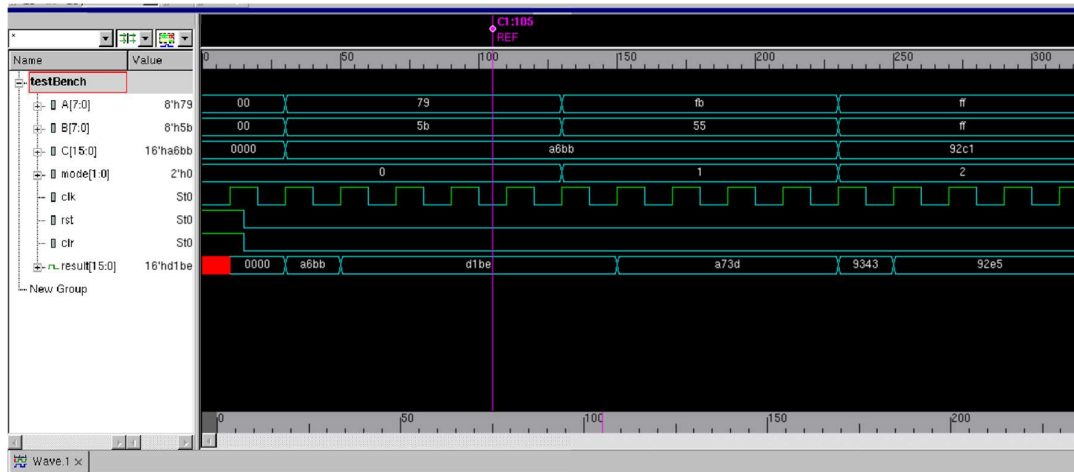 C1:105
REF
*
Name Value
0 50 100 150 200 250 300
testBench
A[7:0] 8'h79 00 79 fb ff
B[7:0] 8'h5b 00 5b 55 ff
C[15:0] 16'ha6bb 0000 a6bb 92c1
mode[1:0] 2'h0 0 1 2
clk St0
rst St0
clr St0
result[15:0] 16'hd1be 0000 a6bb d1be a73d 9343 92e5
New Group
0 50 100 150 200
Wave.1 ×